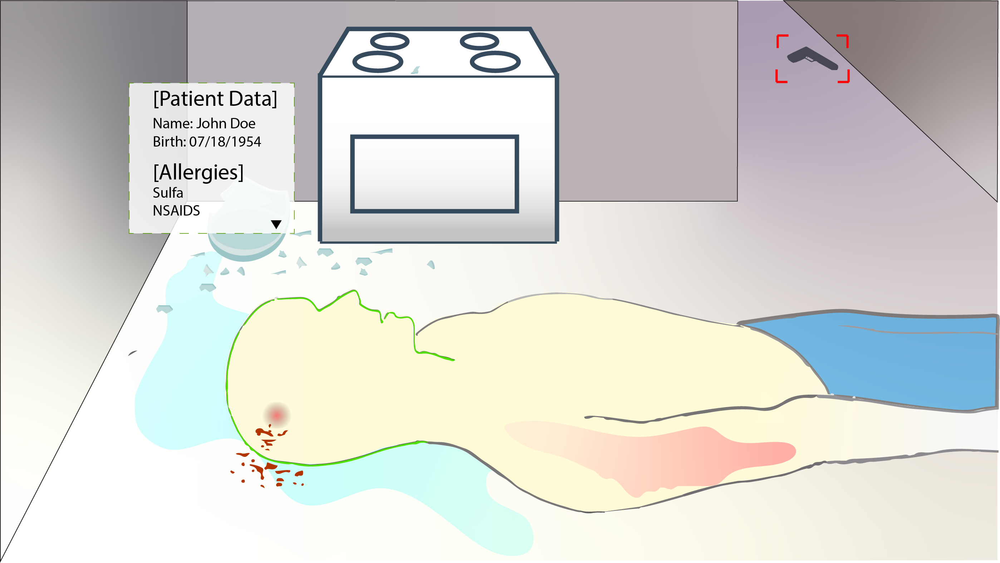 [Patient Data]
Name: John Doe
Birth: 07/18/1954
[Allergies]
Sulfa
NSAIDS